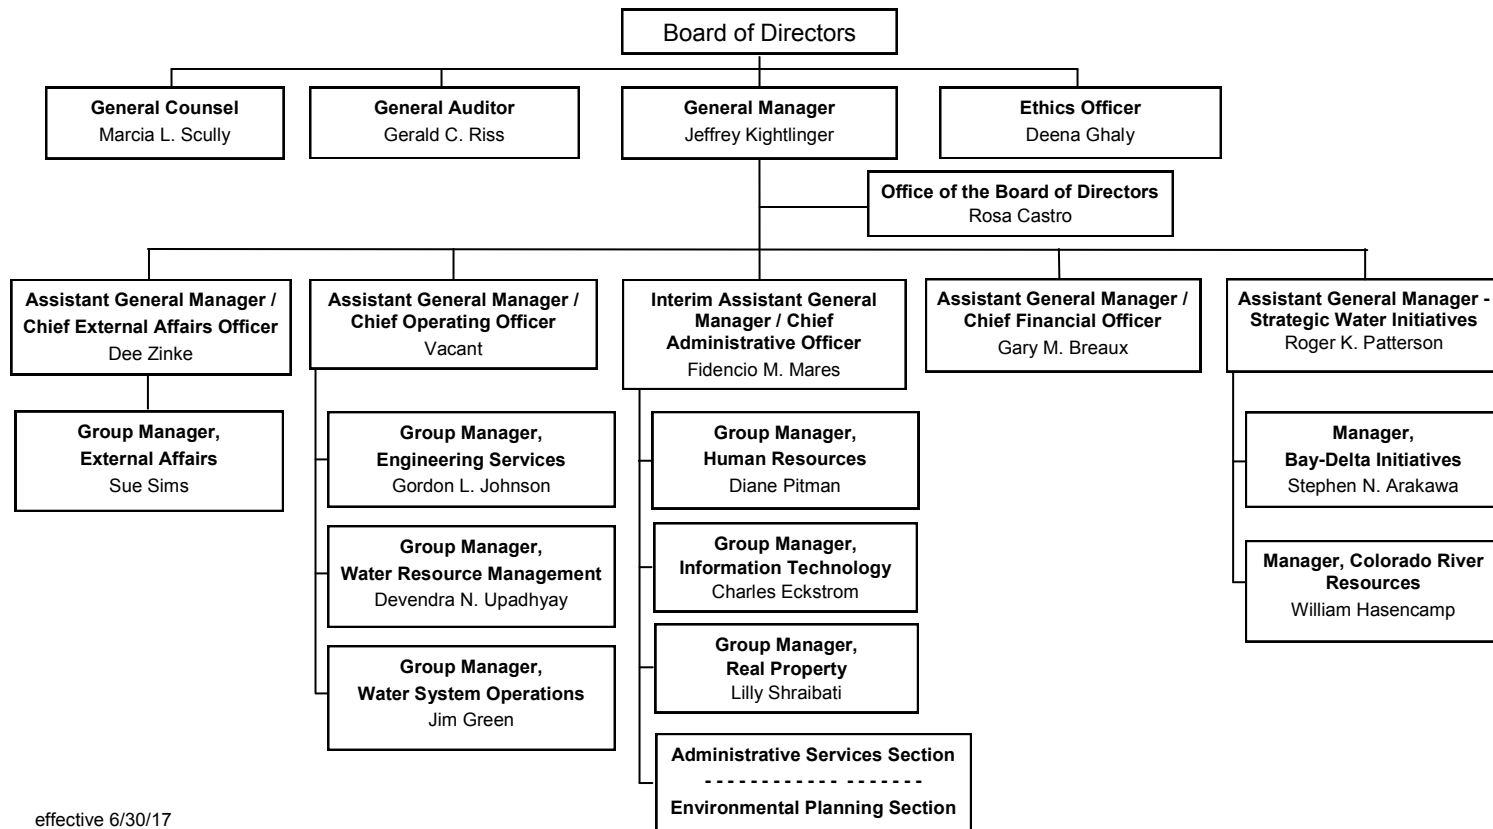 Board of Directors
General Counsel
Marcia L. Scully
General Auditor
Gerald C. Riss
General Manager
Jeffrey Kightlinger
Ethics Officer
Deena Ghaly
Office of the Board of Directors
Rosa Castro
Assistant General Manager /
Chief External Affairs Officer
Dee Zinke
Assistant General Manager /
Chief Operating Officer
Vacant
Interim Assistant General
Manager / Chief
Administrative Officer
Fidencio M. Mares
Assistant General Manager /
Chief Financial Officer
Gary M. Breaux
Assistant General Manager -
Strategic Water Initiatives
Roger K. Patterson
Group Manager,
External Affairs
Sue Sims
Group Manager,
Engineering Services
Gordon L. Johnson
Group Manager,
Water Resource Management
Devendra N. Upadhyay
Group Manager,
Water System Operations
Jim Green
Group Manager,
Human Resources
Diane Pitman
Group Manager,
Information Technology
Charles Eckstrom
Group Manager,
Real Property
Lilly Shraibati
Administrative Services Section
- - - - - - - - - - - - - - - - - - -
Environmental Planning Section
Manager,
Bay-Delta Initiatives
Stephen N. Arakawa
Manager, Colorado River
Resources
William Hasencamp
effective 6/30/17